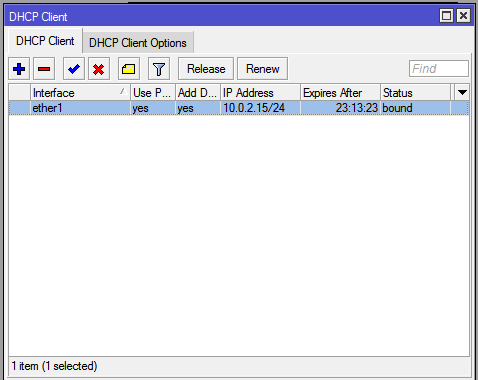 DHCP Client
DHCP Client DHCP Client Options
Release Renew Find
Interface Use P... Add D... IP Address Expires After Status
ether1 yes yes 10.0.2.15/24 23:13:23 bound
1 item (1 selected)